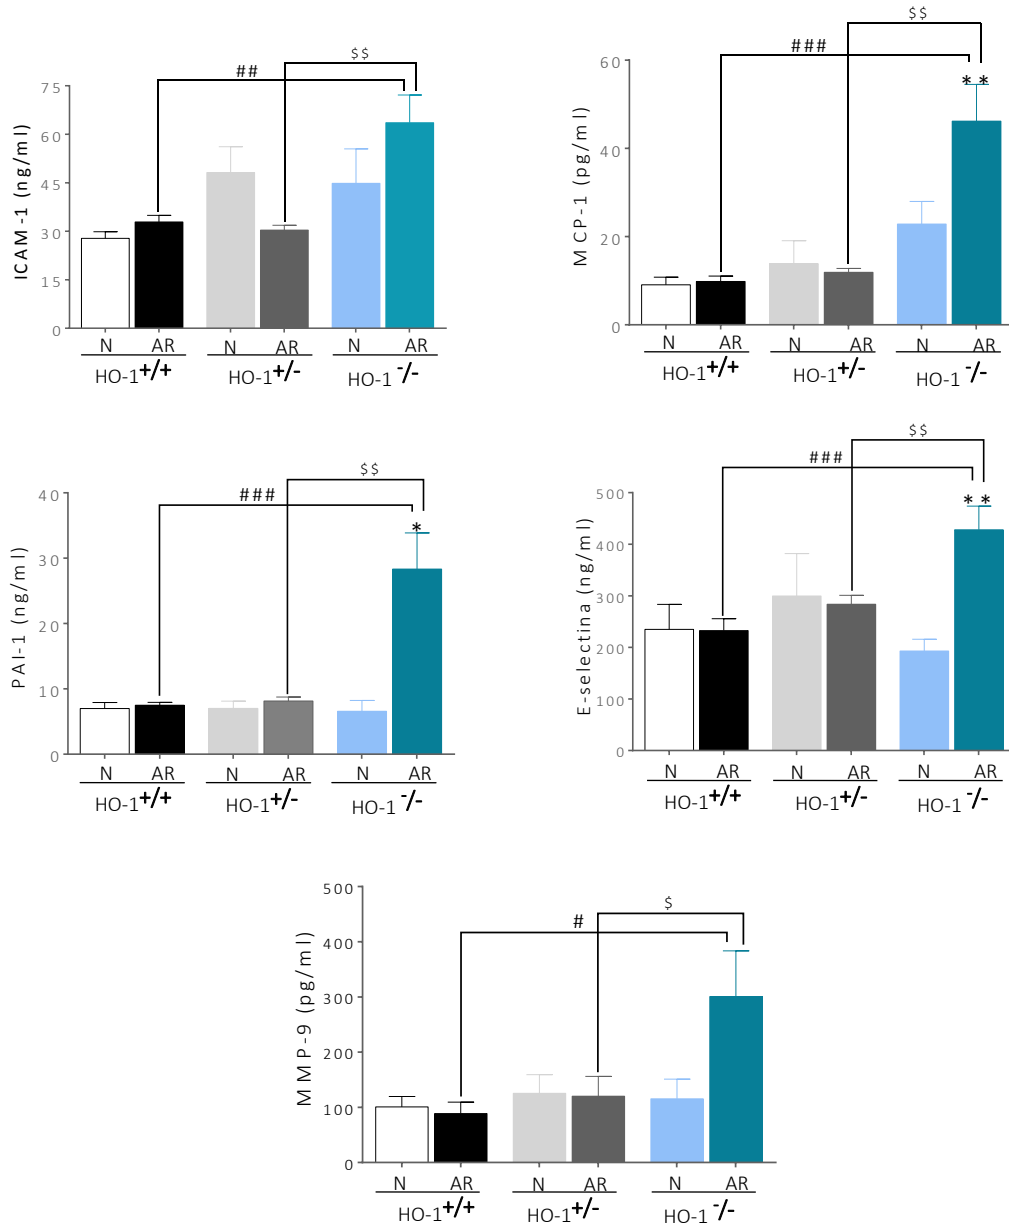 $$
##
75
60
45
30
15
0
ICAM-1 (ng/ml)
N AR N AR N AR
HO-1+/+ HO-1+/- HO-1 -/-
$$
###
**
60
40
20
0
MCP-1 (pg/ml)
N AR N AR N AR
HO-1+/+ HO-1+/- HO-1 -/-
$$
###
*
40
30
20
10
0
PAI-1 (ng/ml)
N AR N AR N AR
HO-1+/+ HO-1+/- HO-1 -/-
$$
###
**
500
400
300
200
100
0
E-selectina (ng/ml)
N AR N AR N AR
HO-1+/+ HO-1+/- HO-1 -/-
$
#
500
400
300
200
100
0
MMP-9 (pg/ml)
N AR N AR N AR
HO-1+/+ HO-1+/- HO-1 -/-